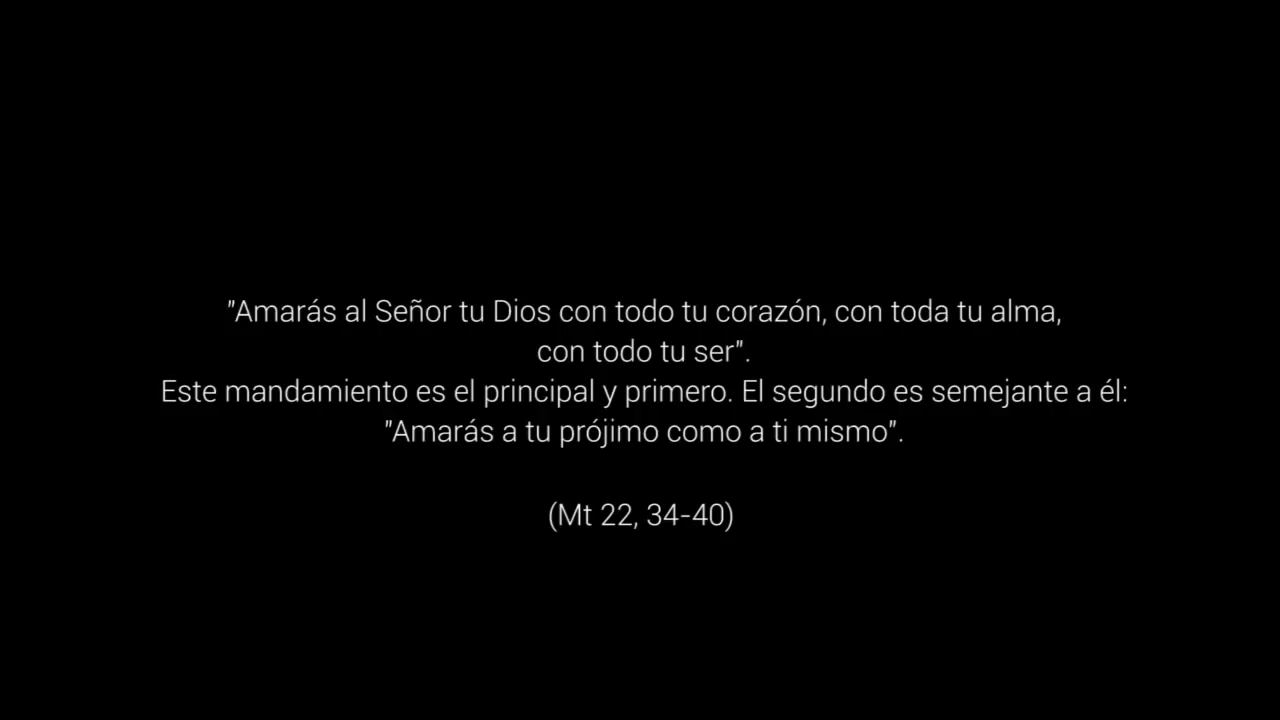 "Amarás al Señor tu Dios con todo tu corazón, con toda tu alma,
con todo tu ser".
Este mandamiento es el principal y primero. El segundo es semejante a él:
"Amarás a tu prójimo como a ti mismo".
(Mt 22, 34-40)